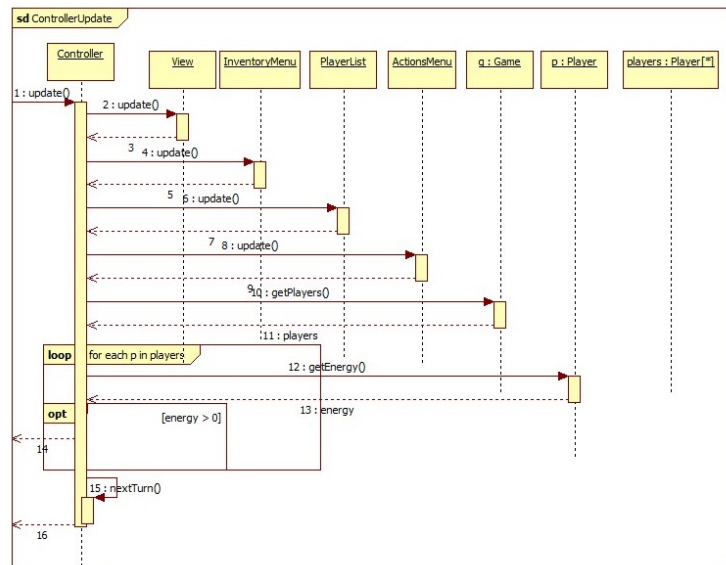 sd ControllerUpdate
Controller
View
InventoryMenu
PlayerList
ActionsMenu
g : Game
p : Player
players : Player[*]
1 : update()
2 : update()
3
4 : update()
5
6 : update()
7
8 : update()
9
10 : getPlayers()
11 : players
loop
for each p in players
12 : getEnergy()
13 : energy
opt
[energy > 0]
14
15 : nextTurn()
16